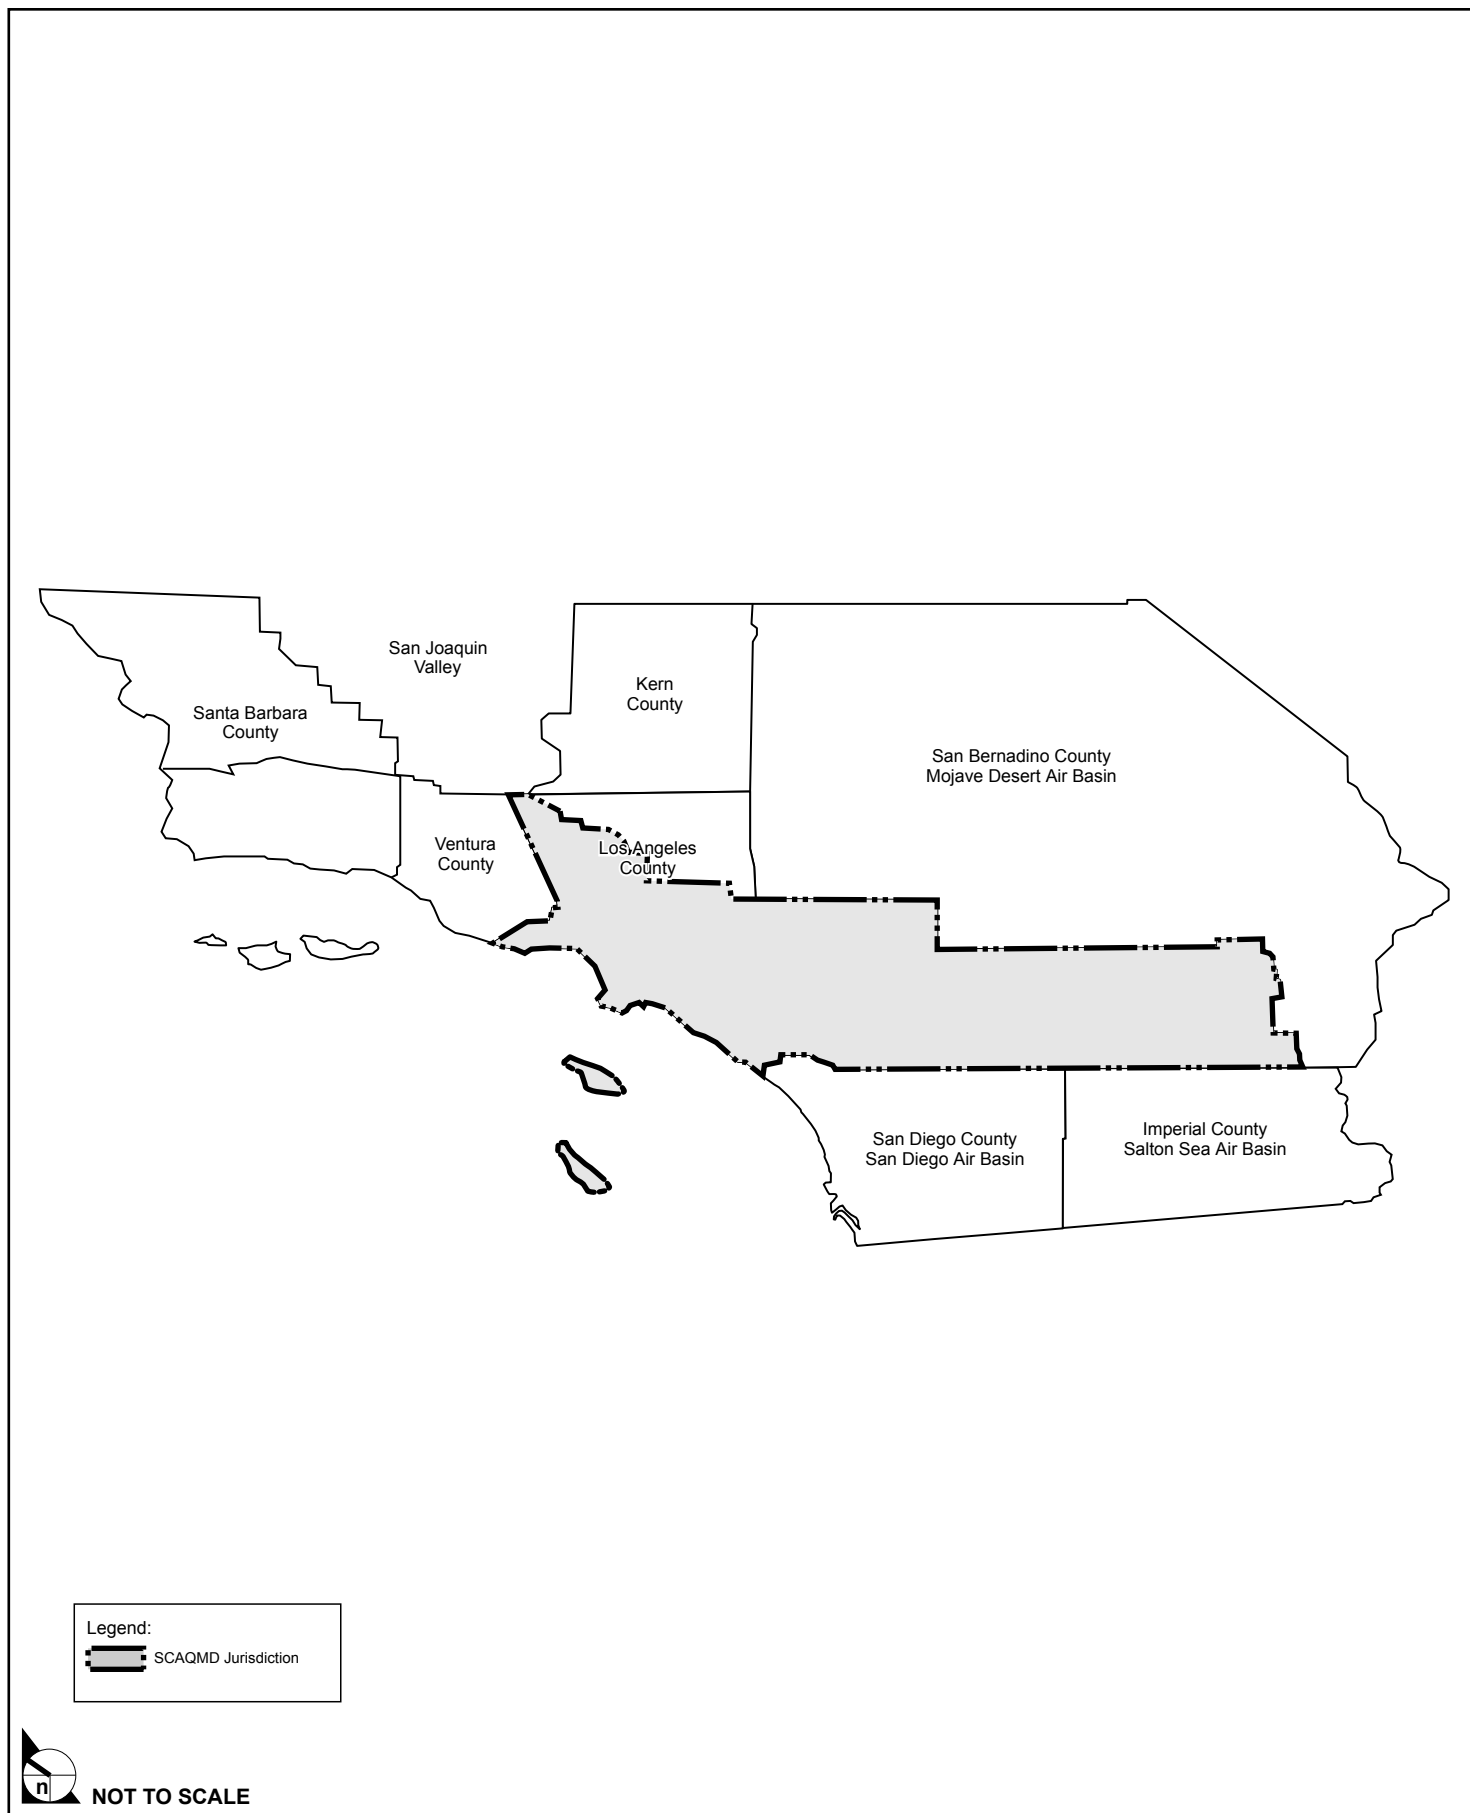 San Joaquin
Valley
Kern
County
Santa Barbara
County
San Bernadino County
Mojave Desert Air Basin
Ventura
County
Los Angeles
County
San Diego County
San Diego Air Basin
Imperial County
Salton Sea Air Basin
Legend:
SCAQMD Jurisdiction
n
NOT TO SCALE